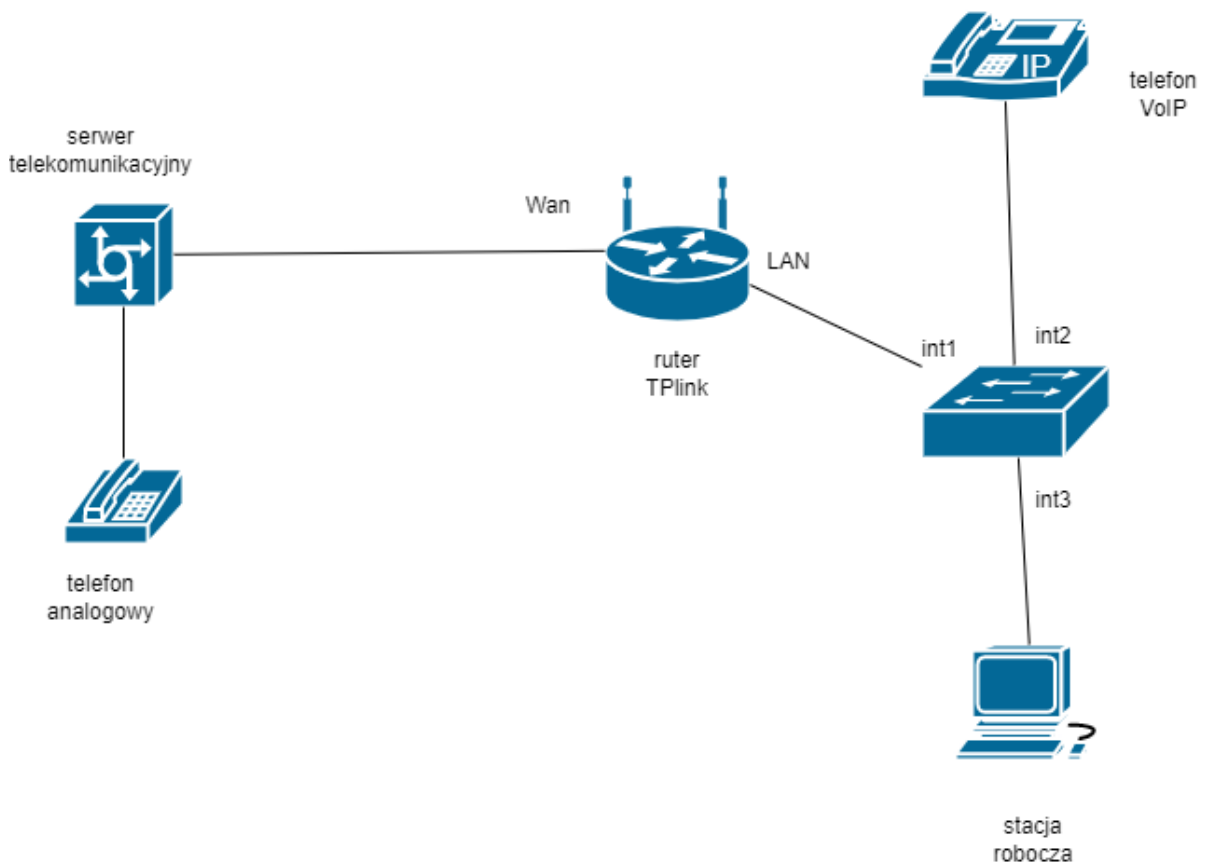 IP
telefon
VoIP
serwer
telekomunikacyjny
Wan
LAN
ruter
TPlink
int1
int2
int3
telefon
analogowy
stacja
robocza